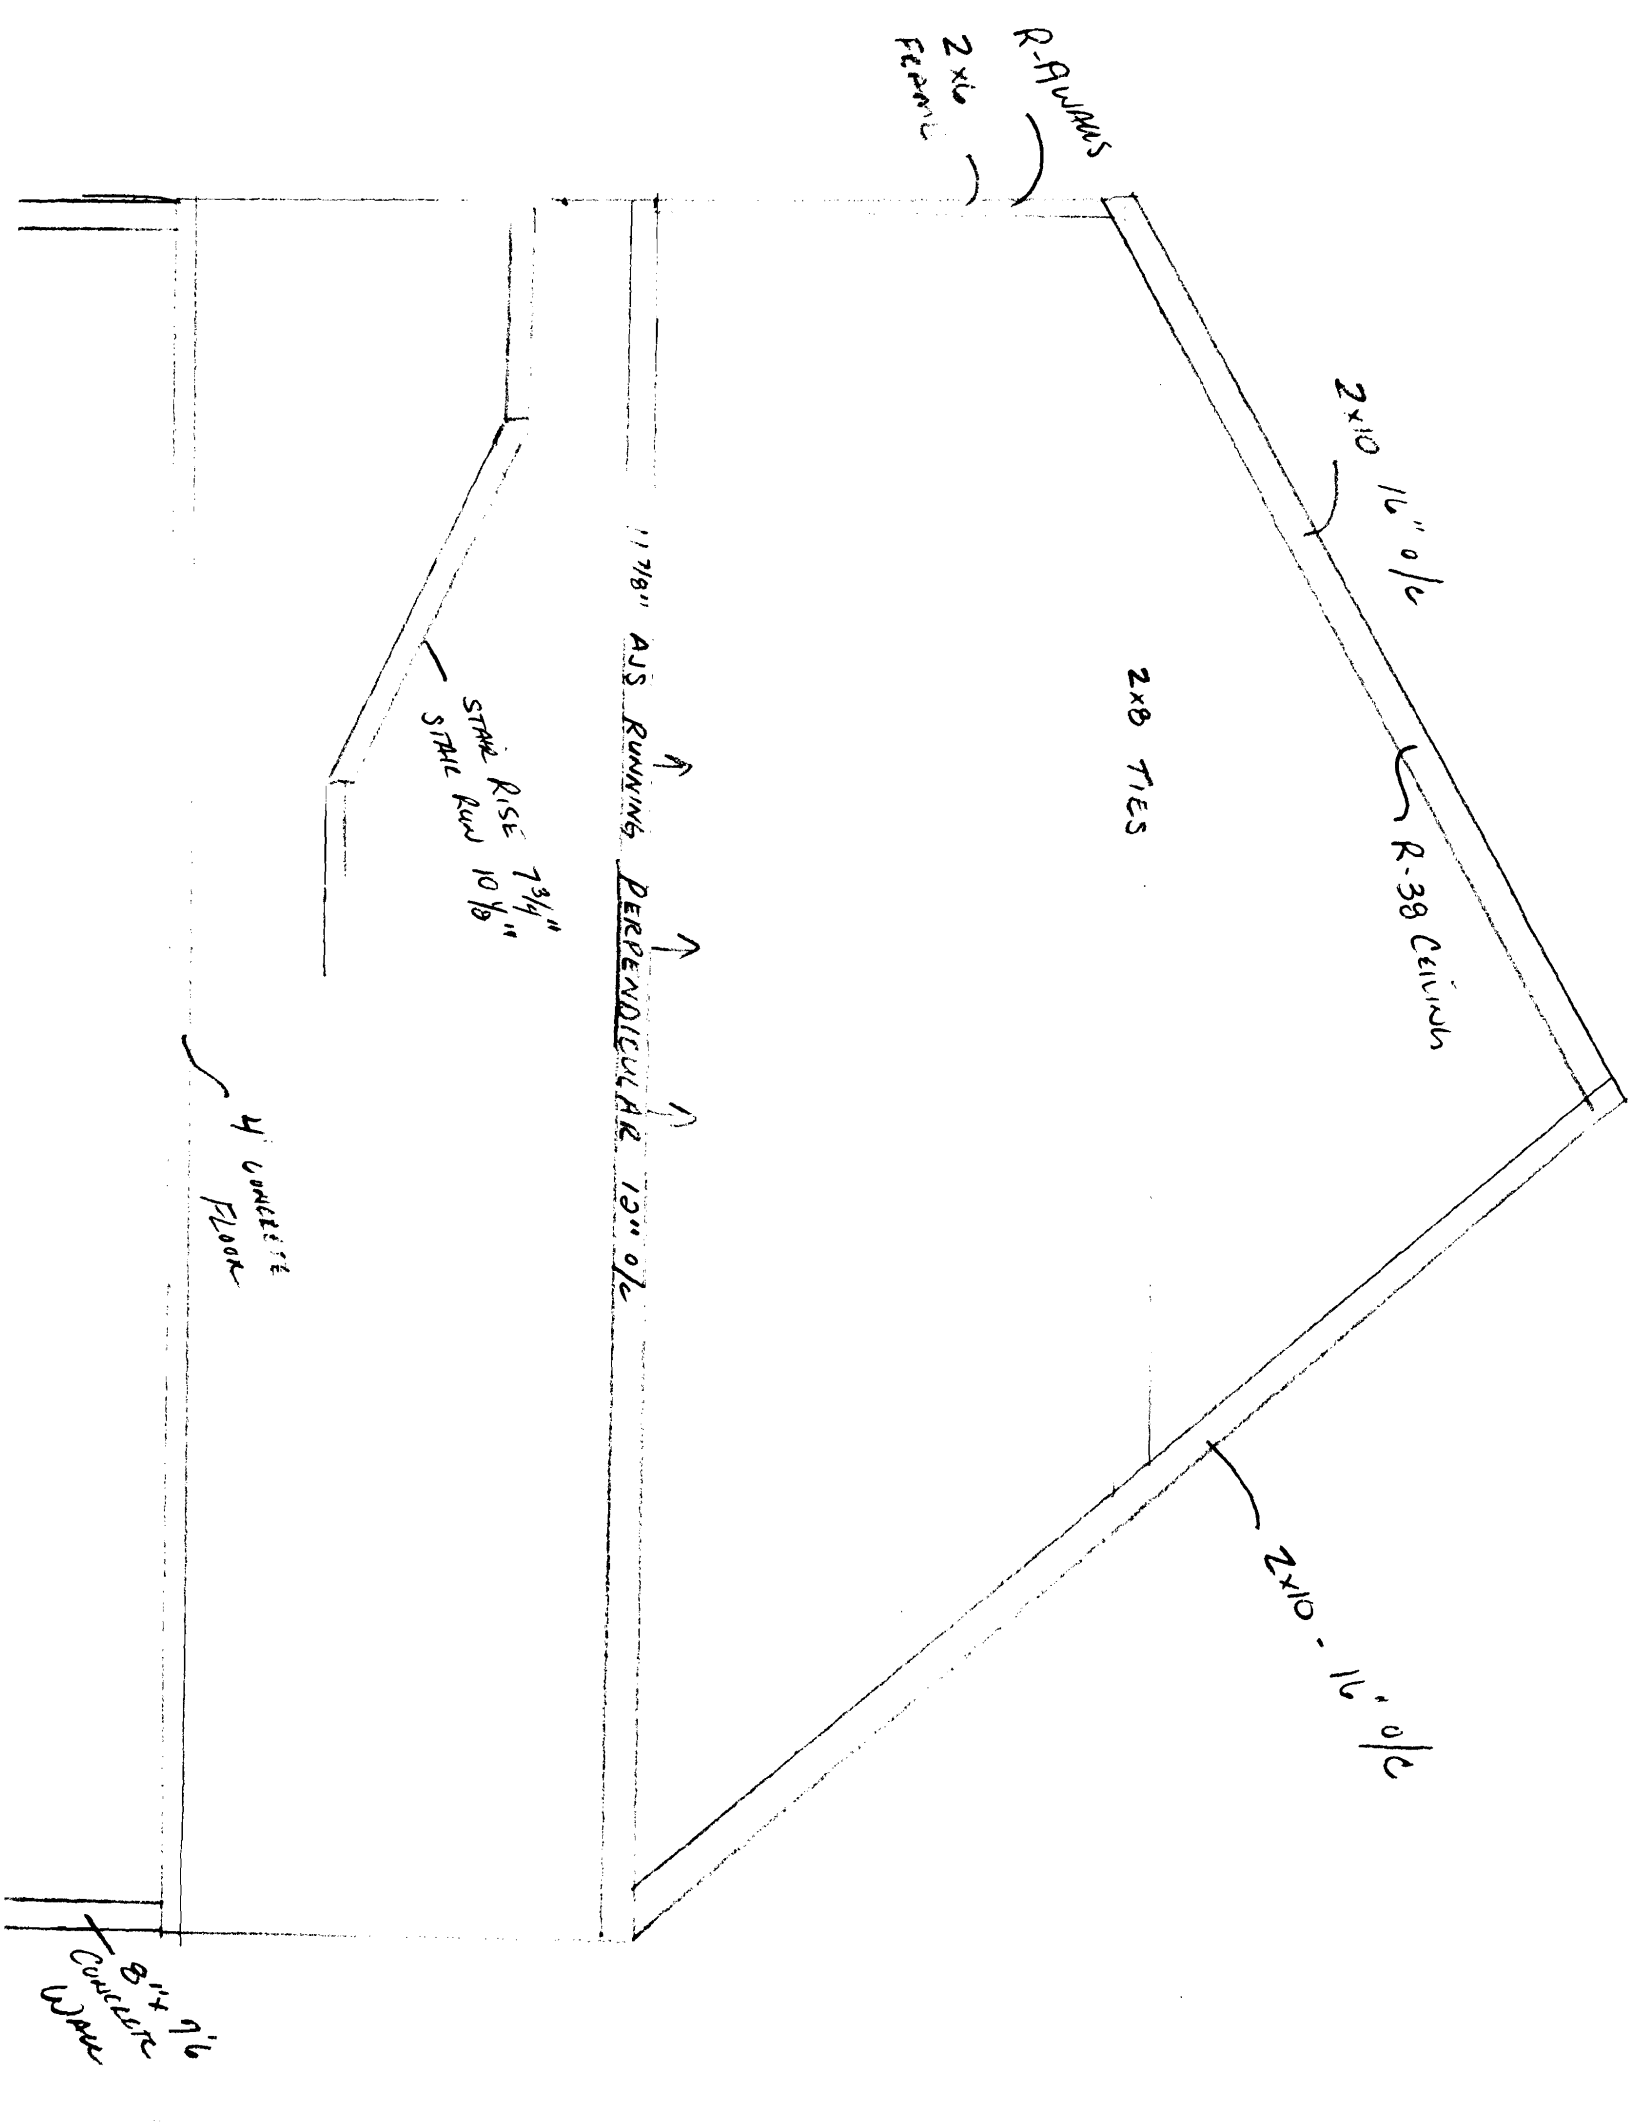 2x10 16" o/c
R-38 CEILING
2x10 - 16" o/c
2x8 TIES
R- WALLS
2x6
FRAME
11 7/8" AJS RUNNING PERPENDICULAR 12" o/c
STAIR RISE 7 3/4"
STAIR RUN 10 1/8"
4" CONCRETE
FLOOR
8" x 7'6
CONCRETE
WALL